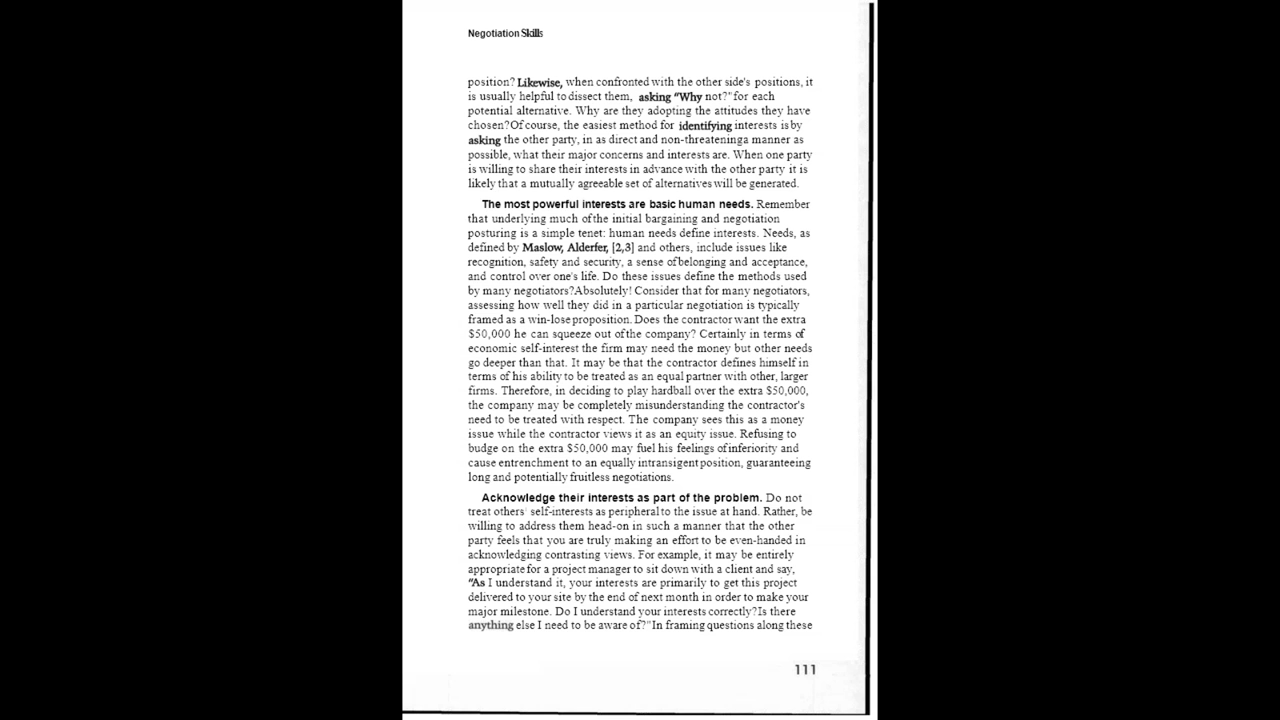 Negotiation Skills
position? Likewise, when confronted with the other side's positions, it
is usually helpful to dissect them, asking "Why not?" for each
potential alternative. Why are they adopting the attitudes they have
chosen? Of course, the easiest method for identifying interests is by
asking the other party, in as direct and non-threatening a manner as
possible, what their major concerns and interests are. When one party
is willing to share their interests in advance with the other party it is
likely that a mutually agreeable set of alternatives will be generated.
The most powerful interests are basic human needs. Remember
that underlying much of the initial bargaining and negotiation
posturing is a simple tenet: human needs define interests. Needs, as
defined by Maslow, Alderfer, [2,3] and others, include issues like
recognition, safety and security, a sense of belonging and acceptance,
and control over one's life. Do these issues define the methods used
by many negotiators? Absolutely! Consider that for many negotiators,
assessing how well they did in a particular negotiation is typically
framed as a win-lose proposition. Does the contractor want the extra
$50,000 he can squeeze out of the company? Certainly in terms of
economic self-interest the firm may need the money but other needs
go deeper than that. It may be that the contractor defines himself in
terms of his ability to be treated as an equal partner with other, larger
firms. Therefore, in deciding to play hardball over the extra $50,000,
the company may be completely misunderstanding the contractor's
need to be treated with respect. The company sees this as a money
issue while the contractor views it as an equity issue. Refusing to
budge on the extra $50,000 may fuel his feelings of inferiority and
cause entrenchment to an equally intransigent position, guaranteeing
long and potentially fruitless negotiations.
Acknowledge their interests as part of the problem. Do not
treat others' self-interests as peripheral to the issue at hand. Rather, be
willing to address them head-on in such a manner that the other
party feels that you are truly making an effort to be even-handed in
acknowledging contrasting views. For example, it may be entirely
appropriate for a project manager to sit down with a client and say,
"As I understand it, your interests are primarily to get this project
delivered to your site by the end of next month in order to make your
major milestone. Do I understand your interests correctly? Is there
anything else I need to be aware of?" In framing questions along these
111